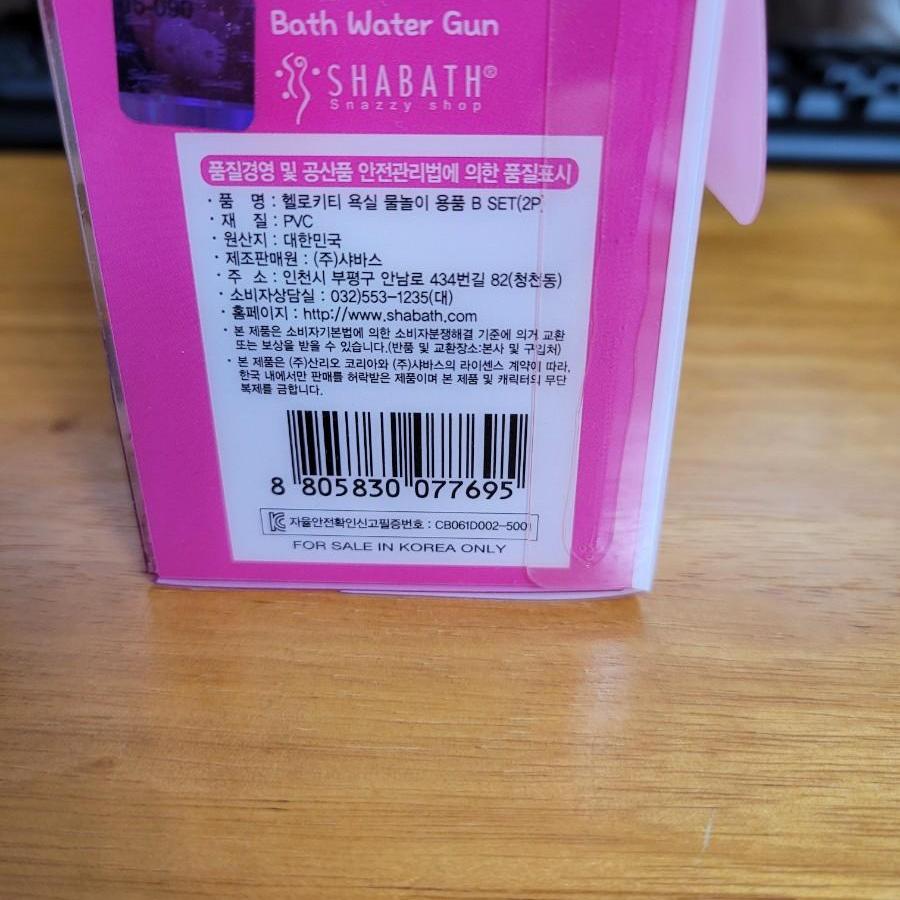 05-090
Bath Water Gun
SHABATH®
Snazzy shop
품질경영 및 공산품 안전관리법에 의한 품질표시
· 품 명 : 헬로키티 욕실 물놀이 용품 B SET(2P)
· 재 질 : PVC
· 원산지 : 대한민국
· 제조판매원 : (주)샤바스
· 주 소 : 인천시 부평구 안남로 434번길 82(청천동)
· 소비자상담실 : 032)553-1235(대)
· 홈페이지 : http://www.shabath.com
· 본 제품은 소비자기본법에 의한 소비자분쟁해결 기준에 의거 교환
또는 보상을 받을 수 있습니다.(반품 및 교환장소:본사 및 구입처)
· 본 제품은 (주)산리오 코리아와 (주)샤바스의 라이센스 계약이 따라,
한국 내에서만 판매를 허락받은 제품이며 본 제품 및 캐릭터의 무단
복제를 금합니다.
8 805830 077695
자율안전확인신고필증번호 : CB061D002-5001
FOR SALE IN KOREA ONLY